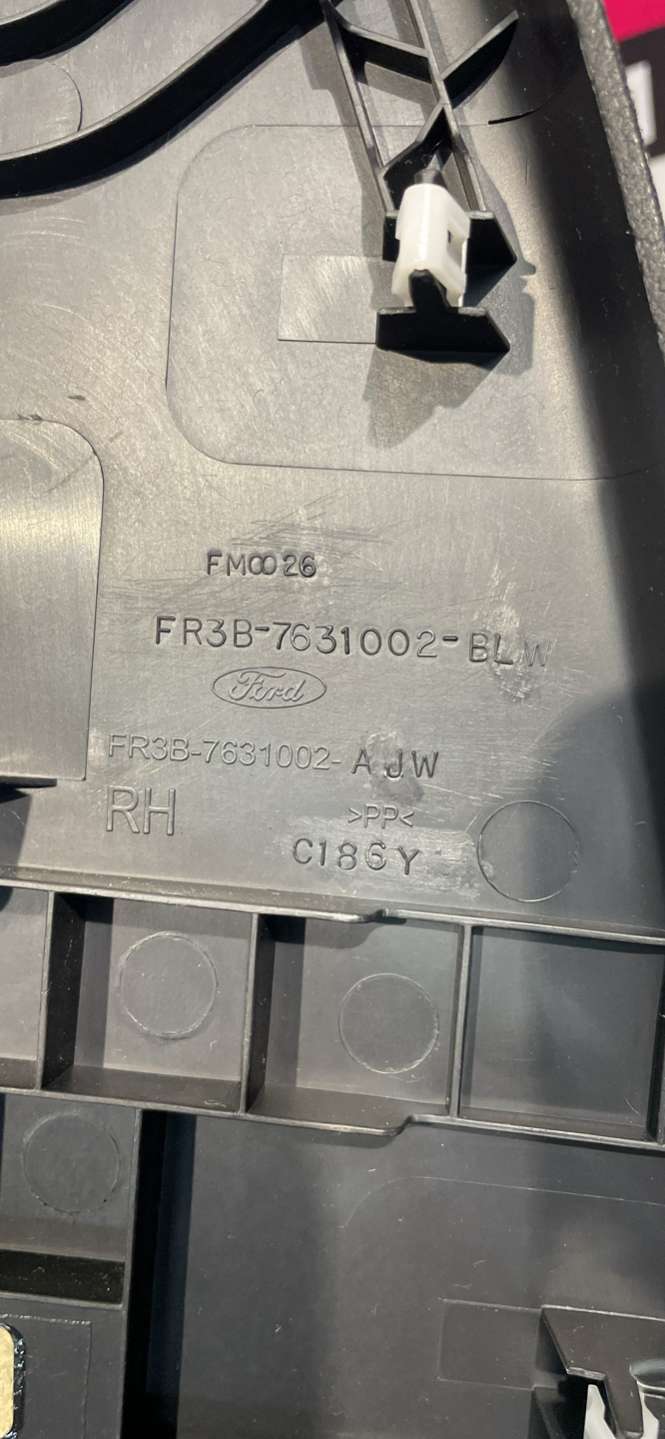 FM0026
FR3B-7631002-BLW
Ford
FR3B-7631002-AJW
RH >PP<
C186Y